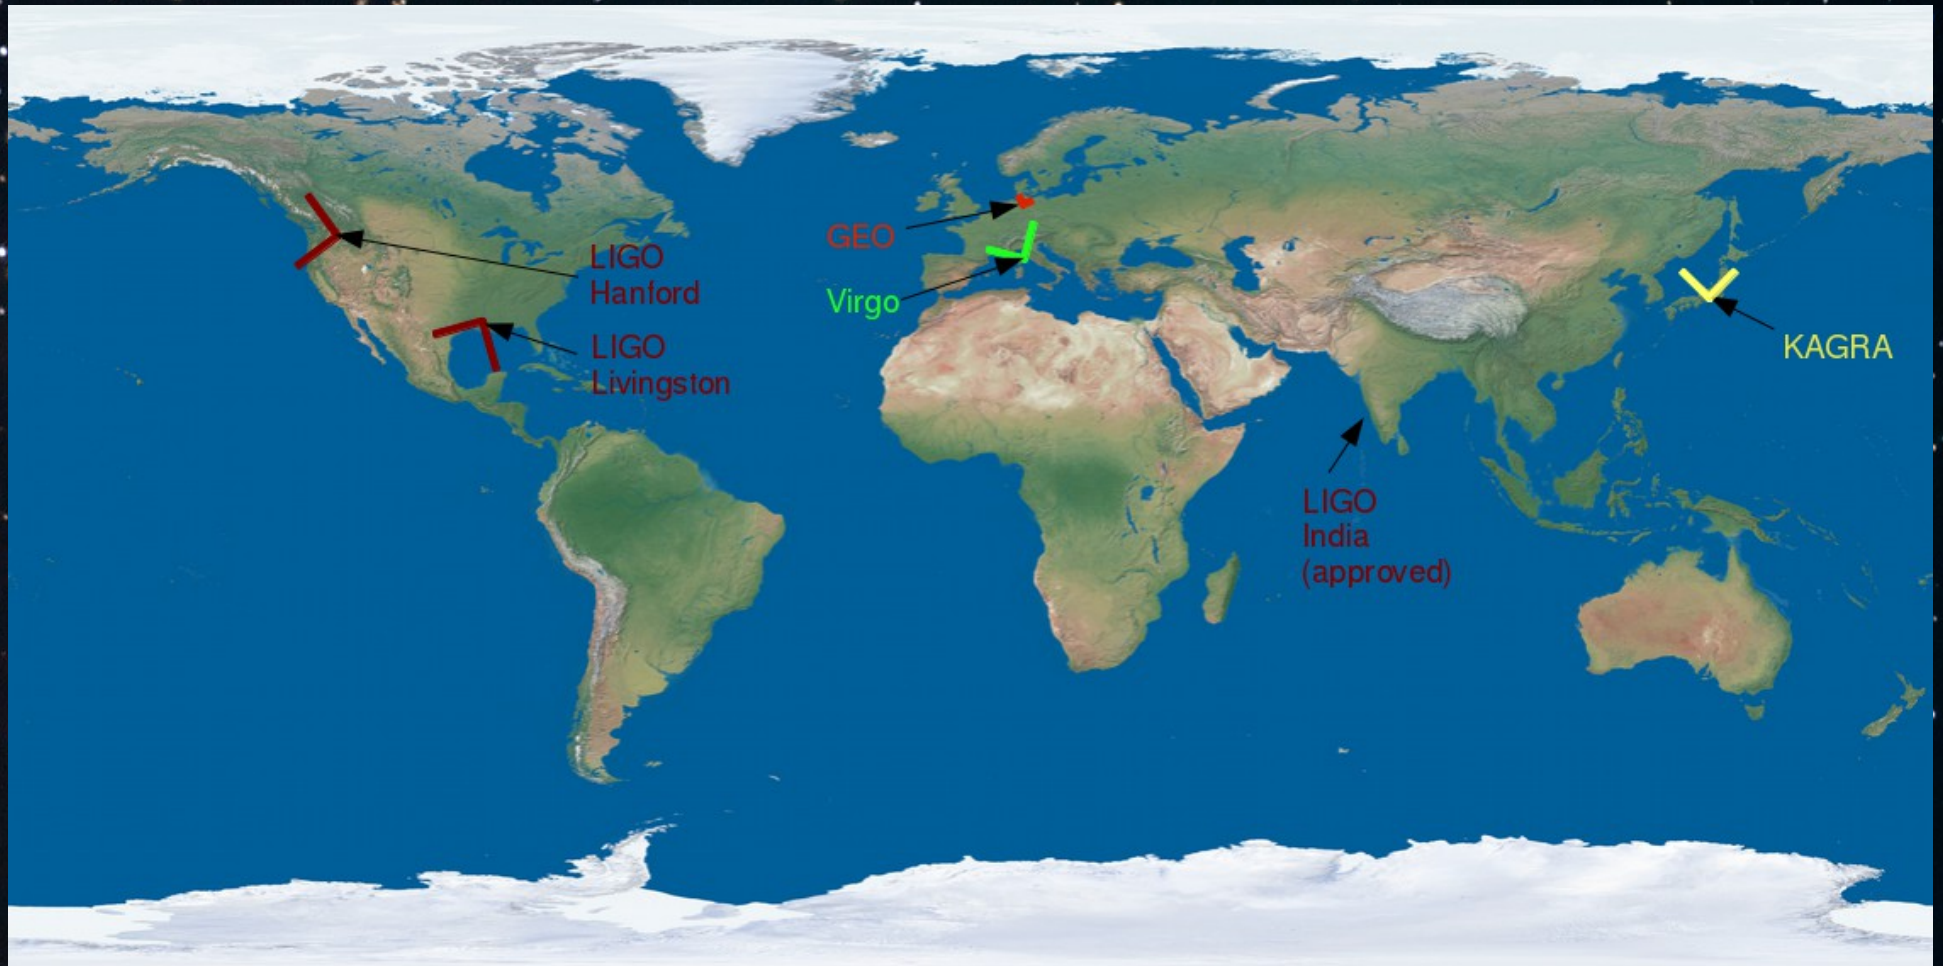 LIGO
Hanford
LIGO
Livingston
GEO
Virgo
KAGRA
LIGO
India
(approved)